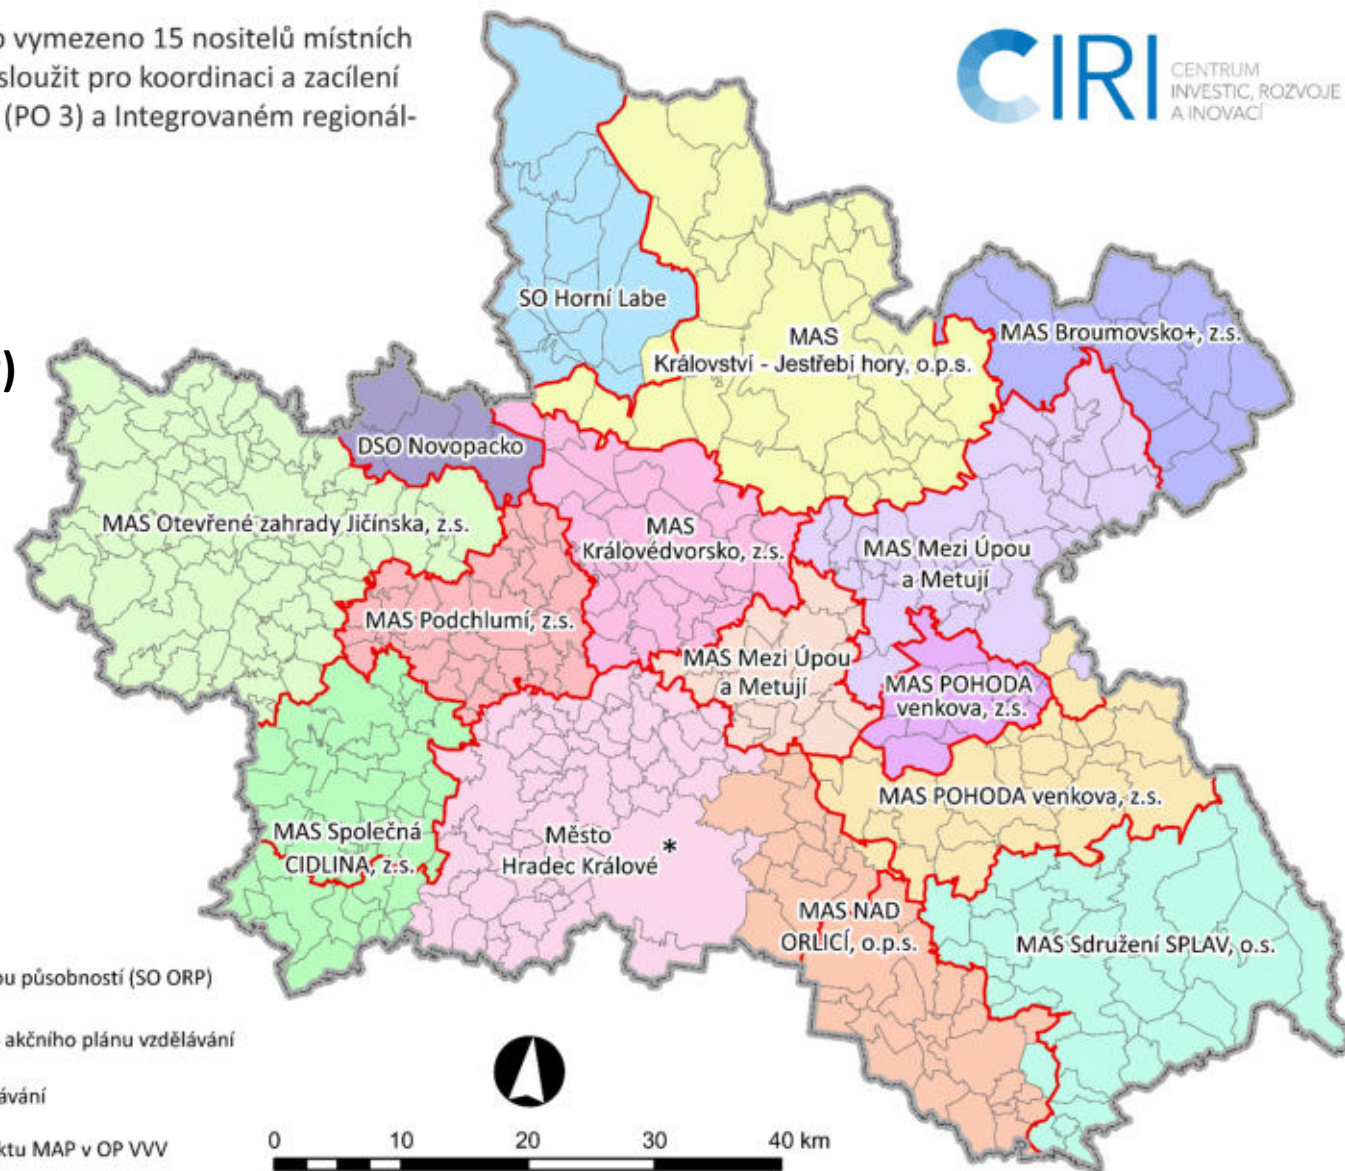 o vymezeno 15 nositelů místních
sloužit pro koordinaci a zacílení
(PO 3) a Integrovaném regionál-
CIRI
CENTRUM
INVESTIC, ROZVOJE
A INOVACÍ
)
SO Horní Labe
MAS
Království - Jestřebí hory, o.p.s.
MAS Broumovsko+, z.s.
DSO Novopacko
MAS Otevřené zahrady Jičínska, z.s.
MAS
Královédvorsko, z.s.
MAS Mezi Úpou
a Metují
MAS Podchlumí, z.s.
MAS Mezi Úpou
a Metují
MAS POHODA
venkova, z.s.
MAS POHODA venkova, z.s.
MAS Společná
CIDLINA, z.s.
Město
Hradec Králové *
MAS NAD
ORLICÍ, o.p.s.
MAS Sdružení SPLAV, o.s.
ou působností (SO ORP)
akčního plánu vzdělávání
ávání
ktu MAP v OP VVV
0 10 20 30 40 km